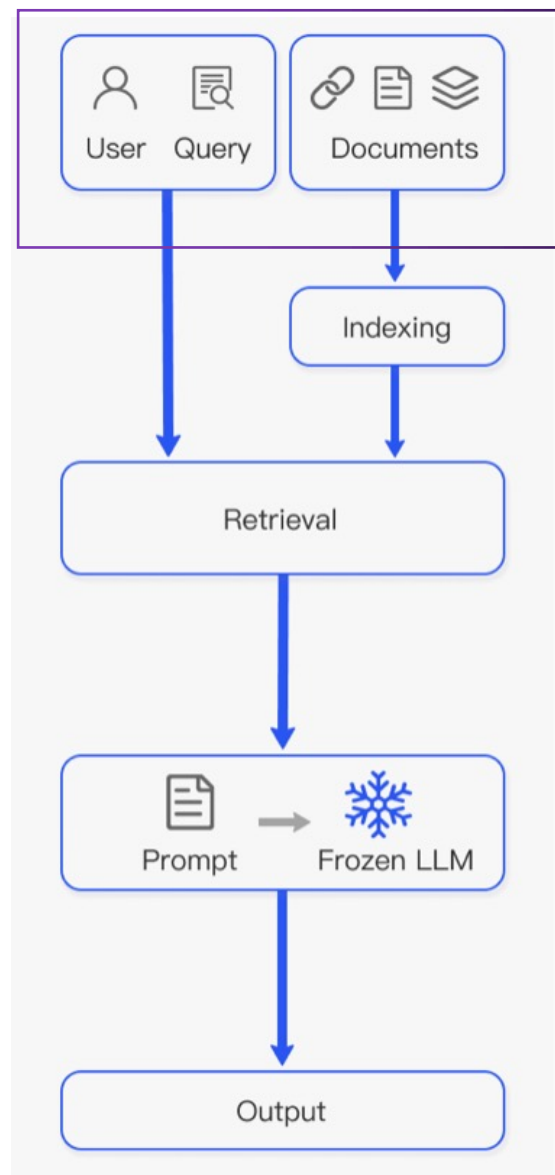 User Query Documents
Indexing
Retrieval
Prompt Frozen LLM
Output